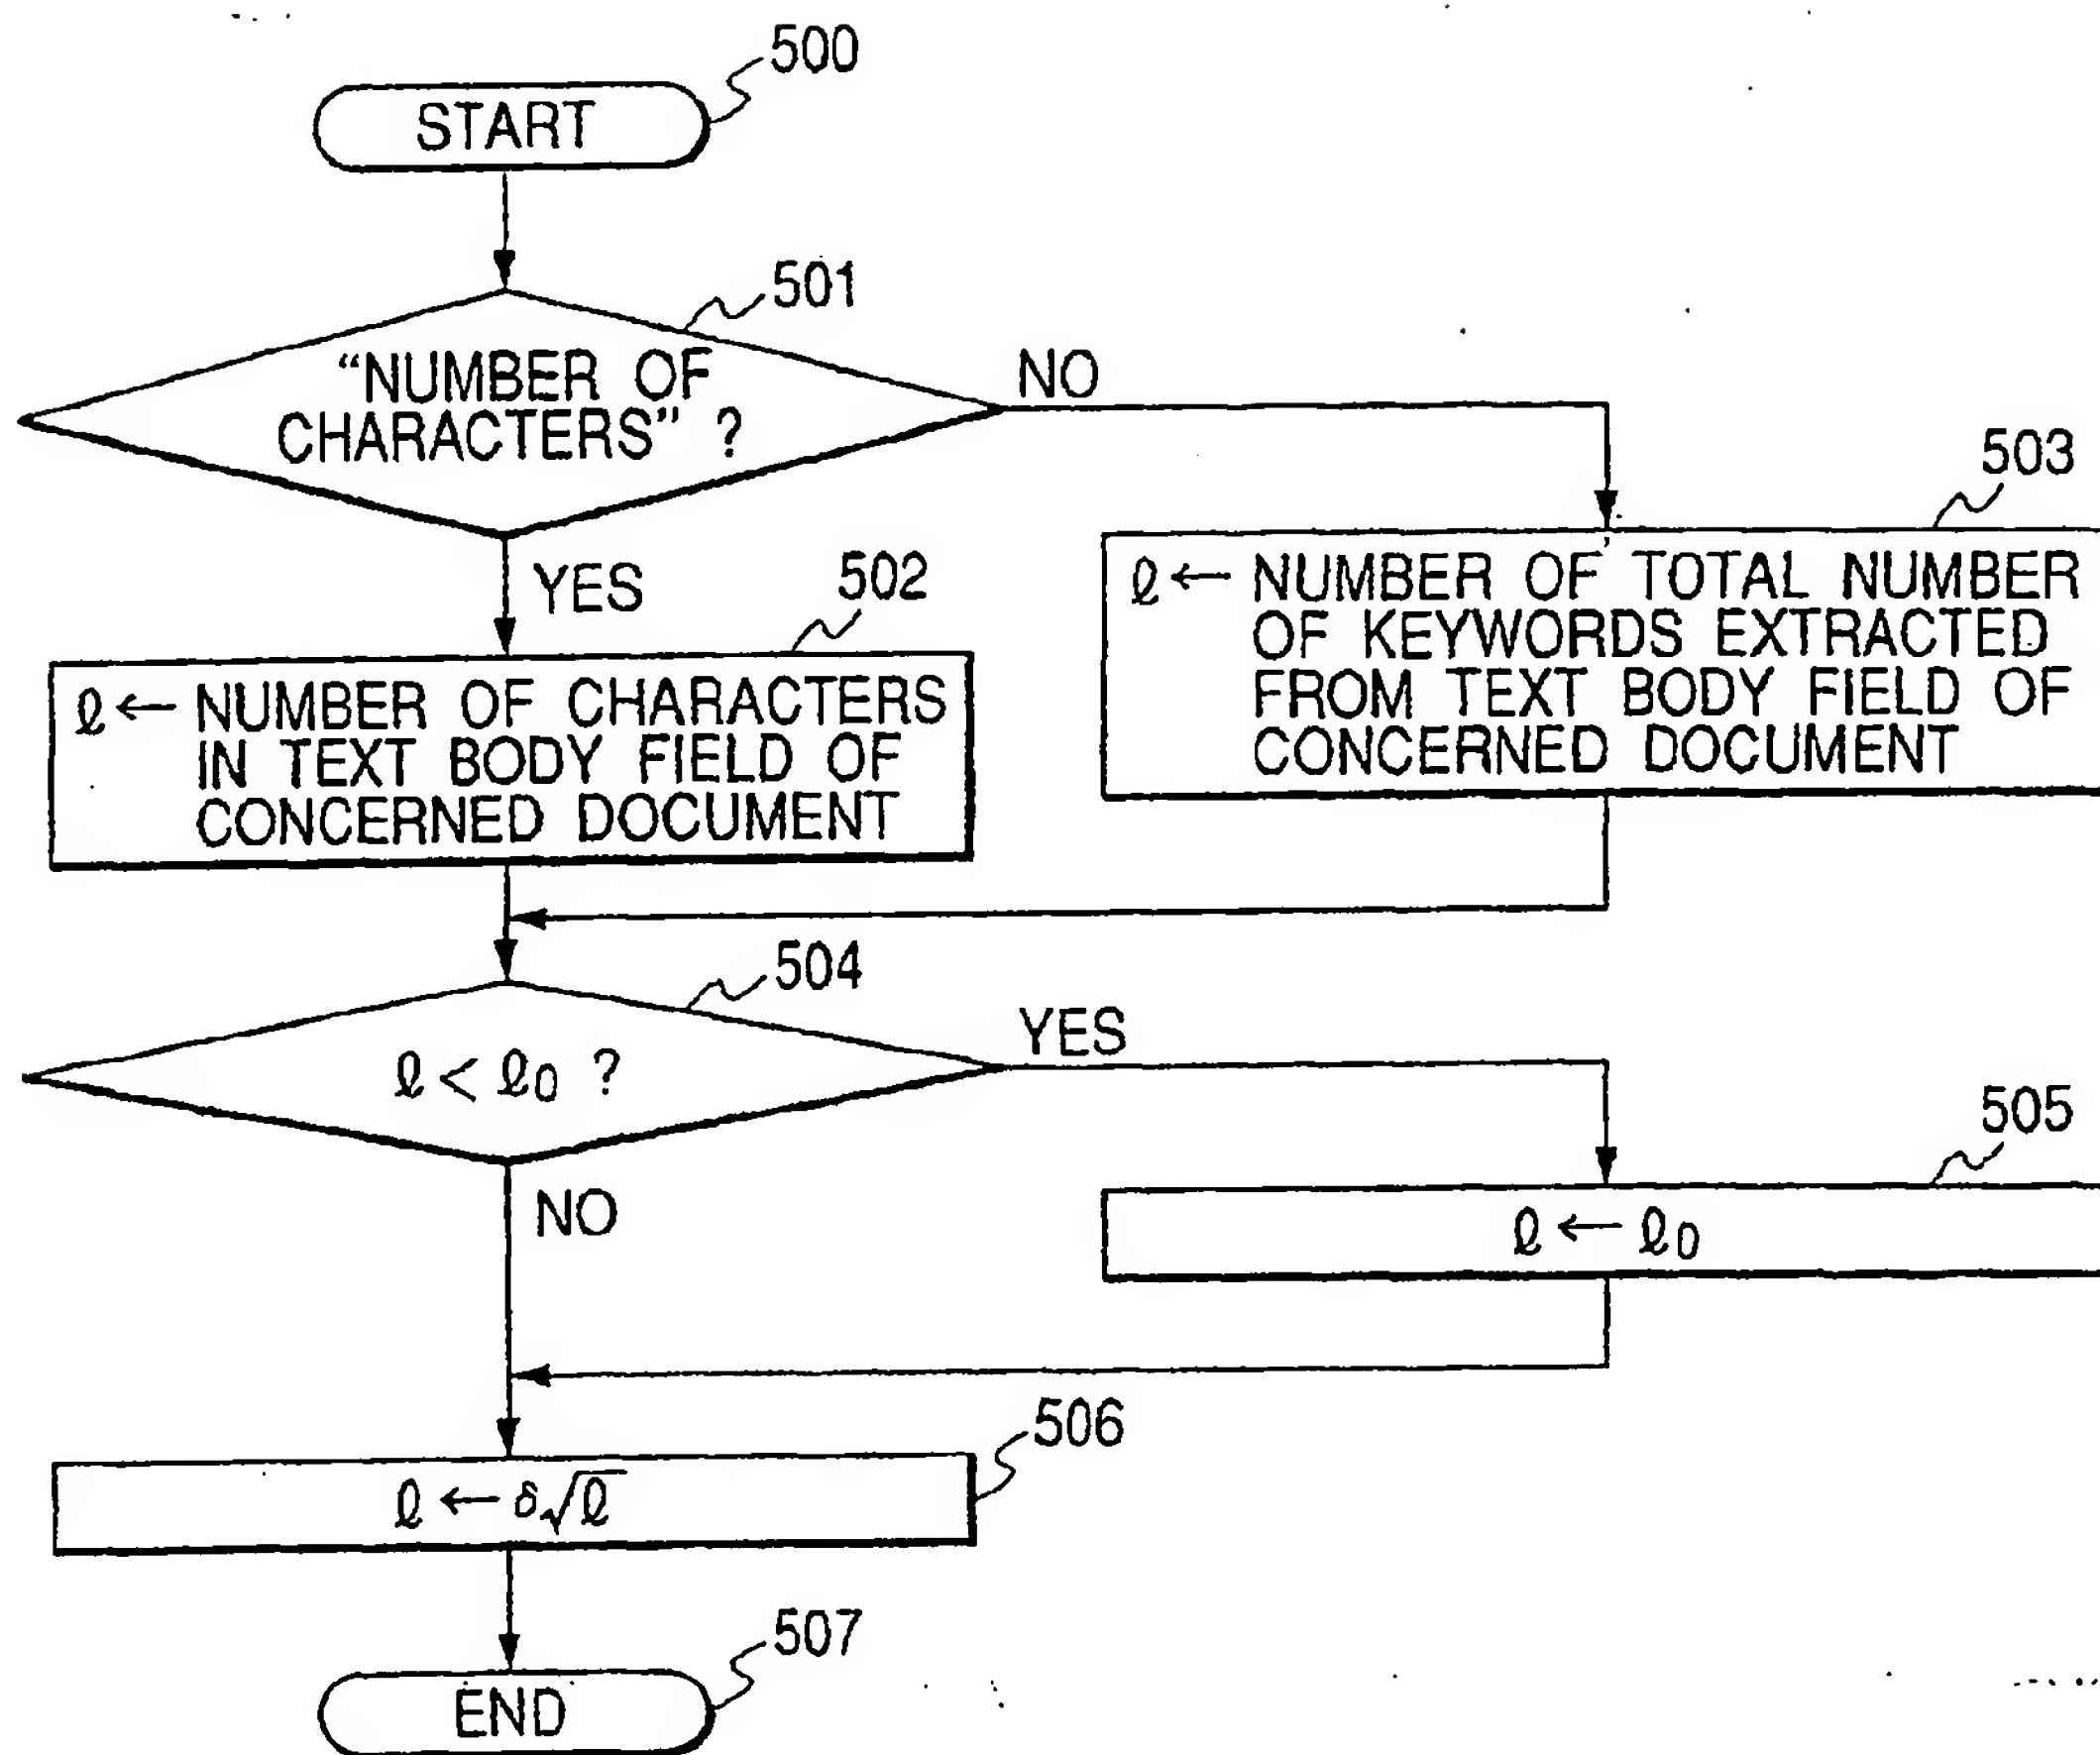 500
START
501
“NUMBER OF
CHARACTERS” ?
NO
YES
502
ℓ ← NUMBER OF CHARACTERS
IN TEXT BODY FIELD OF
CONCERNED DOCUMENT
503
ℓ ← NUMBER OF TOTAL NUMBER
OF KEYWORDS EXTRACTED
FROM TEXT BODY FIELD OF
CONCERNED DOCUMENT
504
ℓ < ℓ0 ?
YES
NO
505
ℓ ← ℓ0
506
ℓ ← δ√ℓ
507
END